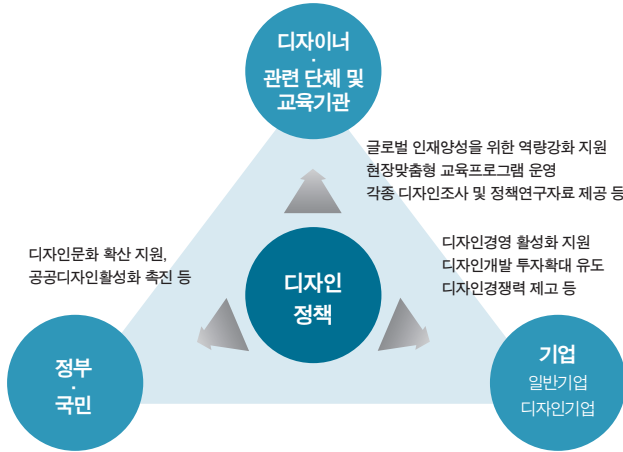 디자이너
·
관련 단체 및
교육기관
글로벌 인재양성을 위한 역량강화 지원
현장맞춤형 교육프로그램 운영
각종 디자인조사 및 정책연구자료 제공 등
디자인문화 확산 지원,
공공디자인활성화 촉진 등
디자인경영 활성화 지원
디자인개발 투자확대 유도
디자인경쟁력 제고 등
디자인
정책
정부
·
국민
기업
일반기업
디자인기업